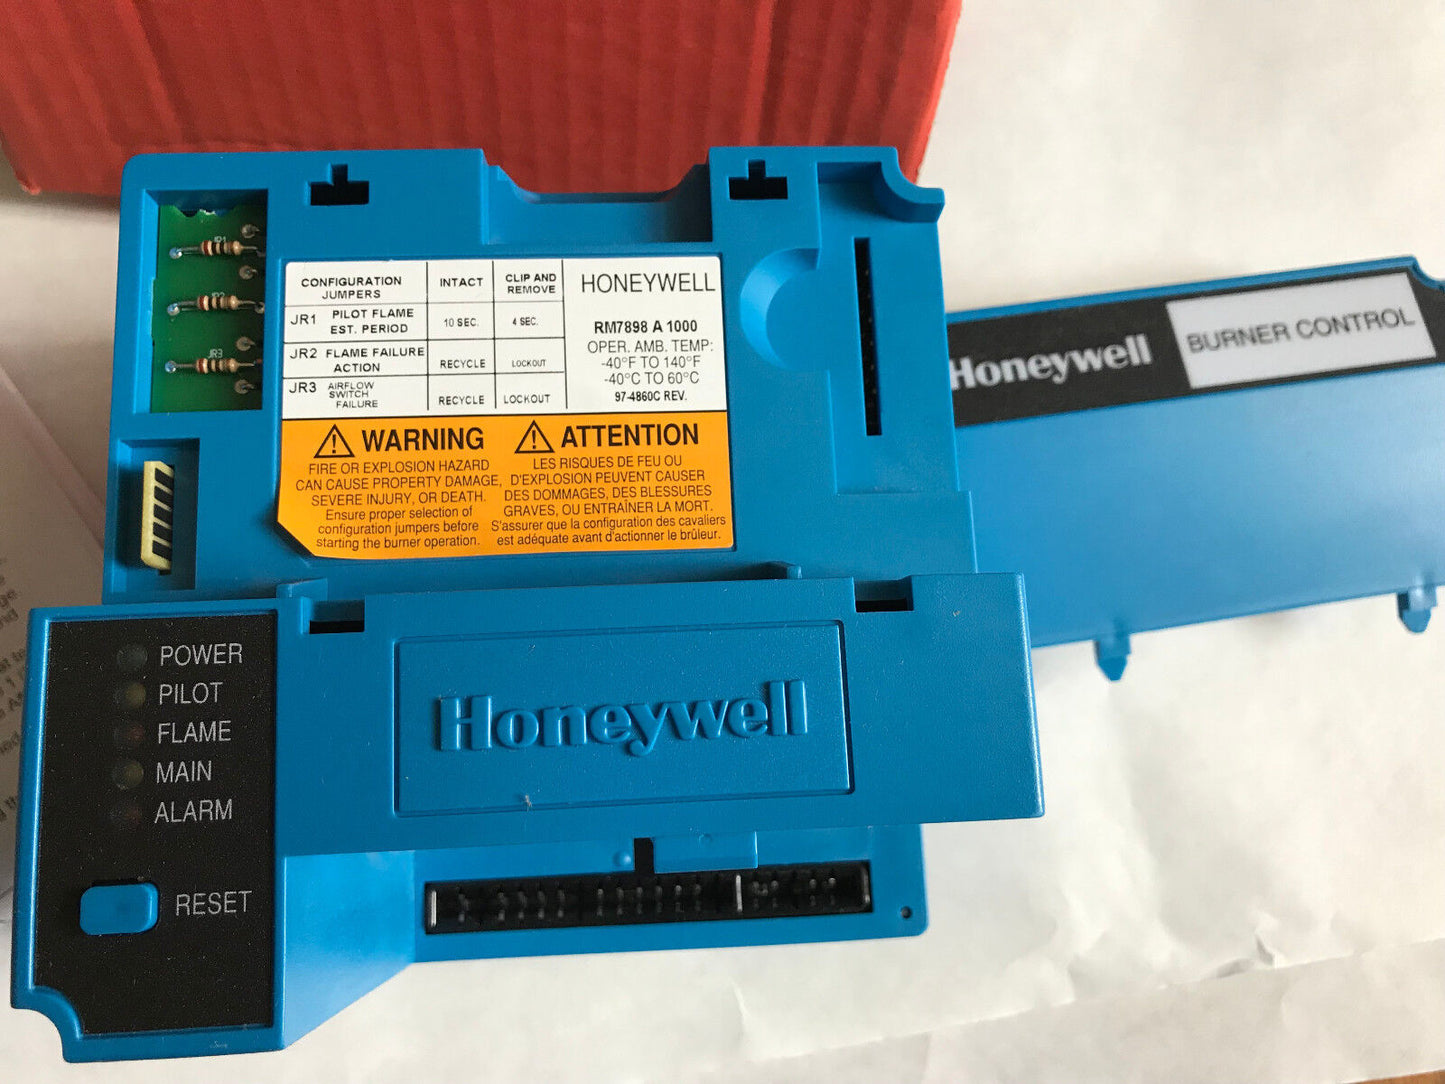 JR1
JR2
JR3
CONFIGURATION JUMPERS INTACT CLIP AND REMOVE
JR1 PILOT FLAME EST. PERIOD 10 SEC. 4 SEC.
JR2 FLAME FAILURE ACTION RECYCLE LOCKOUT
JR3 AIRFLOW SWITCH FAILURE RECYCLE LOCKOUT
HONEYWELL
RM7898 A 1000
OPER. AMB. TEMP:
-40°F TO 140°F
-40°C TO 60°C
97-4860C REV.
WARNING
FIRE OR EXPLOSION HAZARD
CAN CAUSE PROPERTY DAMAGE,
SEVERE INJURY, OR DEATH.
Ensure proper selection of
configuration jumpers before
starting the burner operation.
ATTENTION
LES RISQUES DE FEU OU
D'EXPLOSION PEUVENT CAUSER
DES DOMMAGES, DES BLESSURES
GRAVES, OU ENTRAÎNER LA MORT.
S'assurer que la configuration des cavaliers
est adéquate avant d'actionner le brûleur.
Honeywell
BURNER CONTROL
POWER
PILOT
FLAME
MAIN
ALARM
RESET
Honeywell